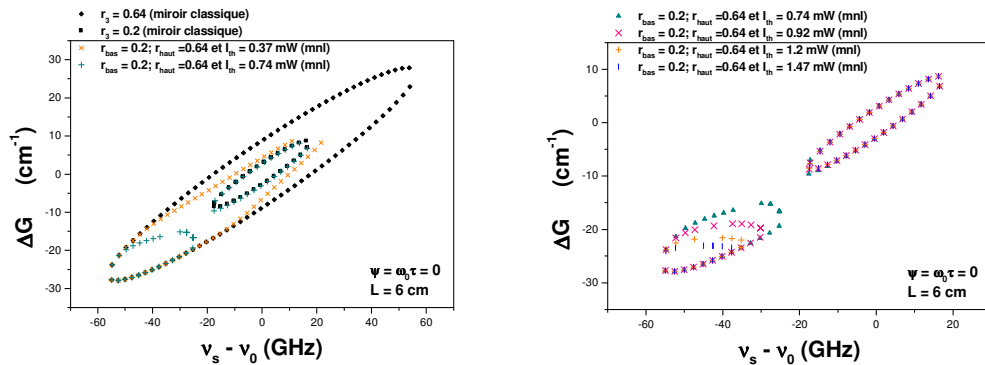 r3 = 0.64 (miroir classique)
r3 = 0.2 (miroir classique)
rbas = 0.2; rhaut =0.64 et Ith = 0.37 mW (mnl)
rbas = 0.2; rhaut =0.64 et Ith = 0.74 mW (mnl)
30
20
10
0
-10
-20
-30
ΔG (cm⁻¹)
ψ = ω0τ = 0
L = 6 cm
-60 -40 -20 0 20 40 60
νs - ν0 (GHz)
rbas = 0.2; rhaut =0.64 et Ith = 0.74 mW (mnl)
rbas = 0.2; rhaut =0.64 et Ith = 0.92 mW (mnl)
rbas = 0.2; rhaut =0.64 et Ith = 1.2 mW (mnl)
rbas = 0.2; rhaut =0.64 et Ith = 1.47 mW (mnl)
10
0
-10
-20
-30
ΔG (cm⁻¹)
ψ = ω0τ = 0
L = 6 cm
-60 -40 -20 0 20
νs - ν0 (GHz)